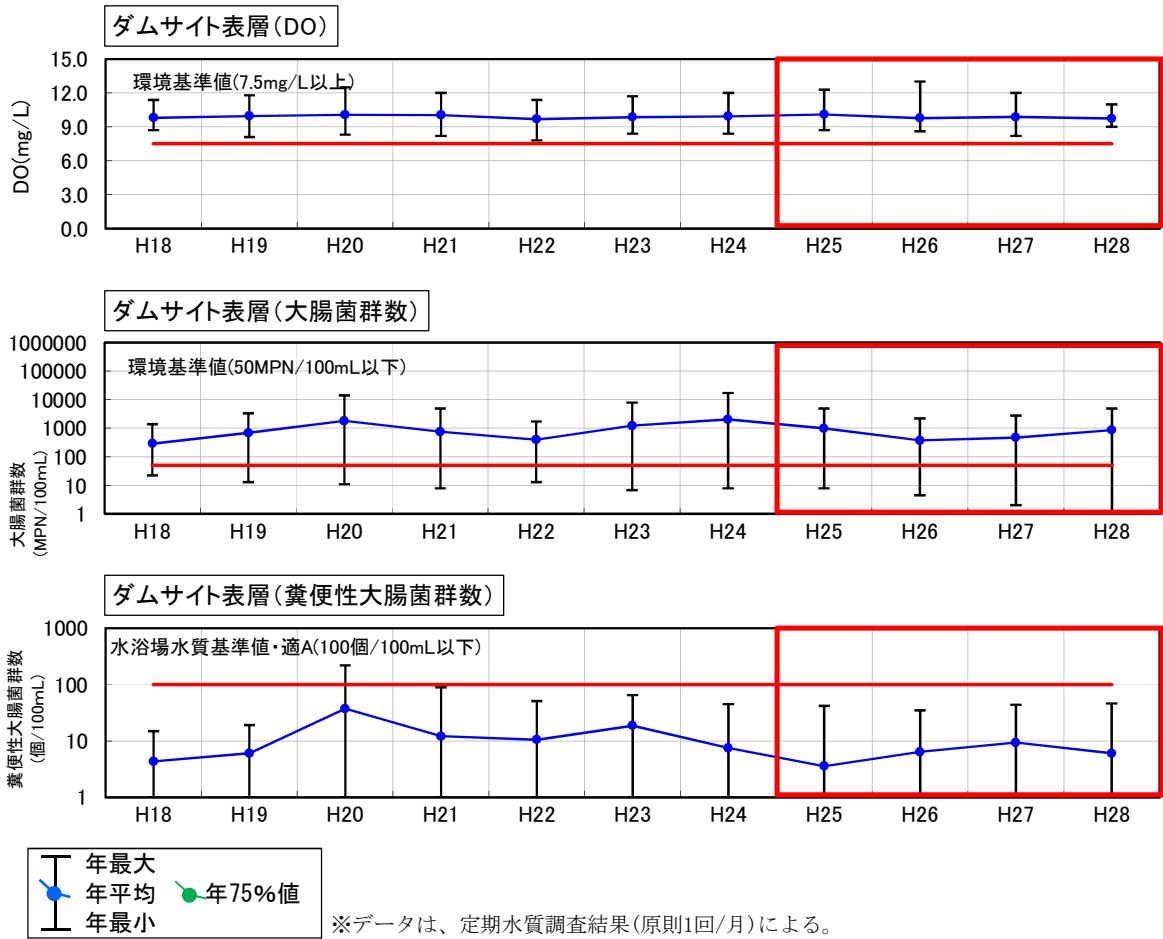 ダムサイト表層(DO)
15.0
12.0
9.0
6.0
3.0
0.0
DO(mg/L)
環境基準値(7.5mg/L以上)
H18 H19 H20 H21 H22 H23 H24 H25 H26 H27 H28
ダムサイト表層(大腸菌群数)
1000000
100000
10000
1000
100
10
1
大腸菌群数
(MPN/100mL)
環境基準値(50MPN/100mL以下)
H18 H19 H20 H21 H22 H23 H24 H25 H26 H27 H28
ダムサイト表層(糞便性大腸菌群数)
1000
100
10
1
糞便性大腸菌群数
(個/100mL)
水浴場水質基準値・適A(100個/100mL以下)
H18 H19 H20 H21 H22 H23 H24 H25 H26 H27 H28
年最大
年平均 年75%値
年最小
※データは、定期水質調査結果(原則1回/月)による。